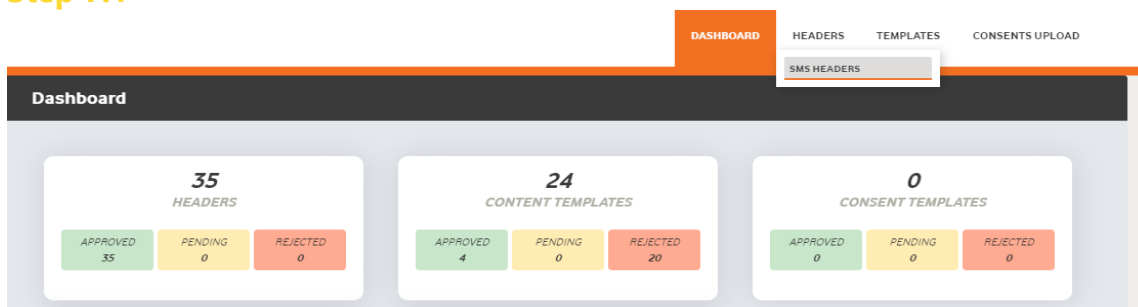 DASHBOARD HEADERS TEMPLATES CONSENTS UPLOAD
SMS HEADERS
Dashboard
35
HEADERS
APPROVED PENDING REJECTED
35 0 0
24
CONTENT TEMPLATES
APPROVED PENDING REJECTED
4 0 20
0
CONSENT TEMPLATES
APPROVED PENDING REJECTED
0 0 0